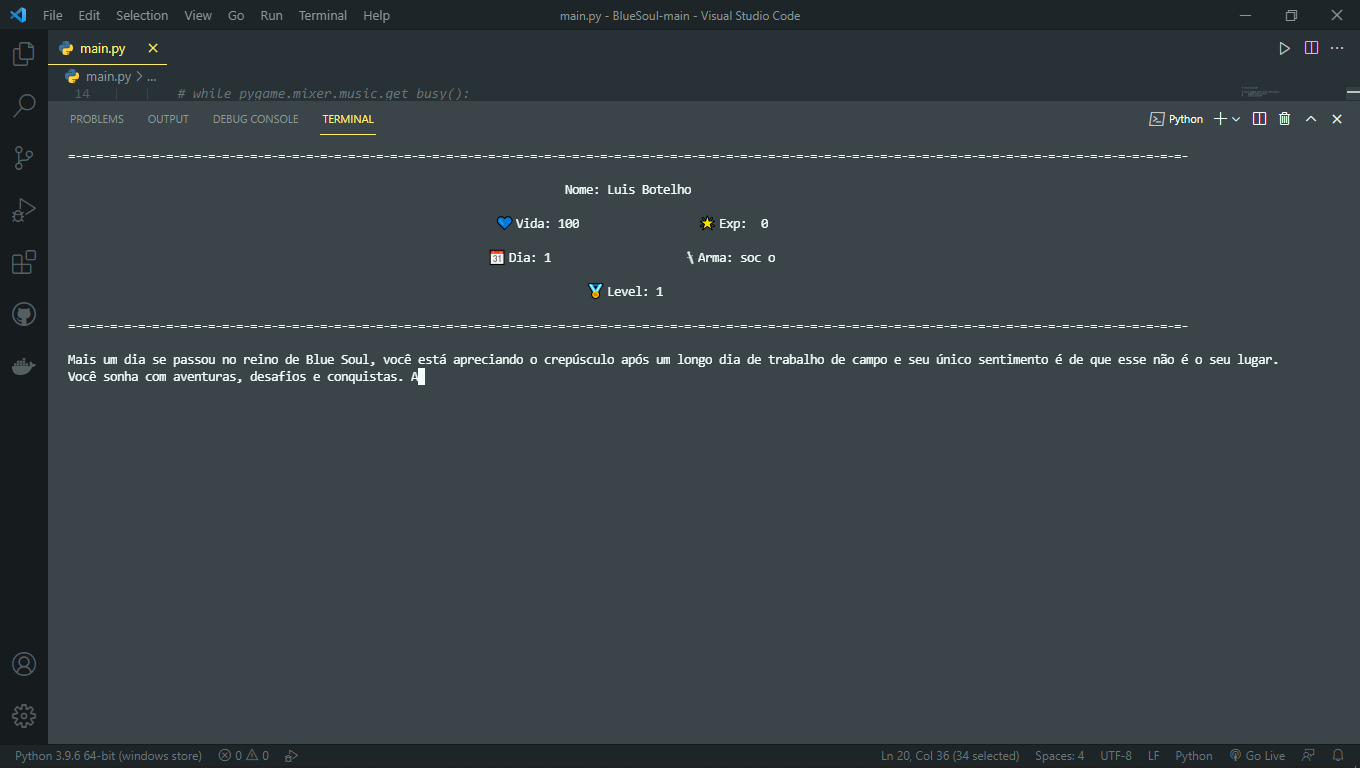 File Edit Selection View Go Run Terminal Help main.py - BlueSoul-main - Visual Studio Code
main.py
main.py > ...
14 # while pygame.mixer.music.get_busy():
PROBLEMS OUTPUT DEBUG CONSOLE TERMINAL Python
=-=-=-=-=-=-=-=-=-=-=-=-=-=-=-=-=-=-=-=-=-=-=-=-=-=-=-=-=-=-=-=-=-=-=-=-=-=-=-=-=-=-=-=-=-=-=-=-=-=-=-=-=-=-=-=-=-=-=-=-=-=-=-=-=-=-=-=-=-=-=-=-=-=-=-=-=-=-=-=-
Nome: Luis Botelho
💙 Vida: 100 🌟 Exp: 0
📅 Dia: 1 Arma: soc o
🏅 Level: 1
=-=-=-=-=-=-=-=-=-=-=-=-=-=-=-=-=-=-=-=-=-=-=-=-=-=-=-=-=-=-=-=-=-=-=-=-=-=-=-=-=-=-=-=-=-=-=-=-=-=-=-=-=-=-=-=-=-=-=-=-=-=-=-=-=-=-=-=-=-=-=-=-=-=-=-=-=-=-=-=-
Mais um dia se passou no reino de Blue Soul, você está apreciando o crepúsculo após um longo dia de trabalho de campo e seu único sentimento é de que esse não é o seu lugar.
Você sonha com aventuras, desafios e conquistas. A
Python 3.9.6 64-bit (windows store) 0 0 Ln 20, Col 36 (34 selected) Spaces: 4 UTF-8 LF Python Go Live